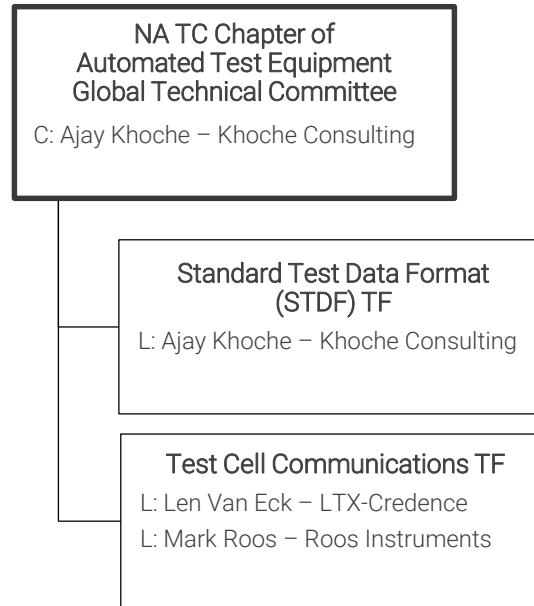 NA TC Chapter of
Automated Test Equipment
Global Technical Committee
C: Ajay Khoche – Khoche Consulting
Standard Test Data Format
(STDF) TF
L: Ajay Khoche – Khoche Consulting
Test Cell Communications TF
L: Len Van Eck – LTX-Credence
L: Mark Roos – Roos Instruments